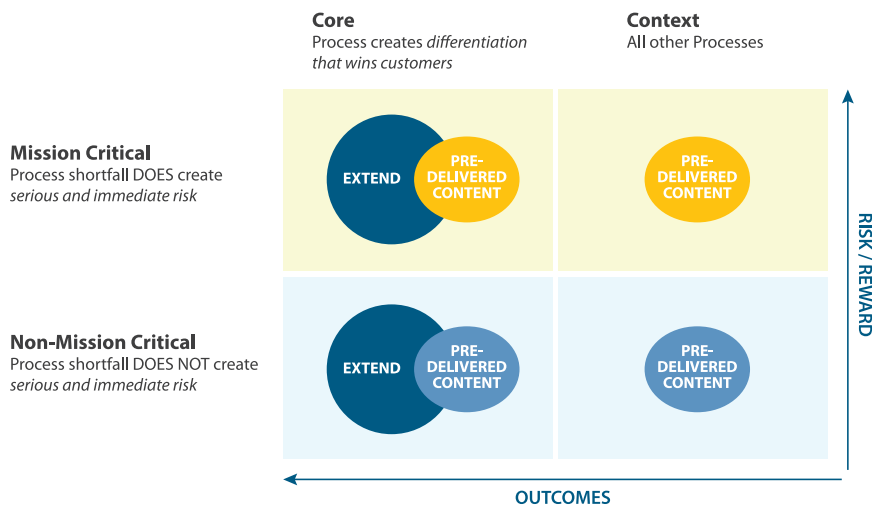 Core
Process creates differentiation
that wins customers
Context
All other Processes
Mission Critical
Process shortfall DOES create
serious and immediate risk
EXTEND
PRE-
DELIVERED
CONTENT
PRE-
DELIVERED
CONTENT
Non-Mission Critical
Process shortfall DOES NOT create
serious and immediate risk
EXTEND
PRE-
DELIVERED
CONTENT
PRE-
DELIVERED
CONTENT
RISK / REWARD
OUTCOMES